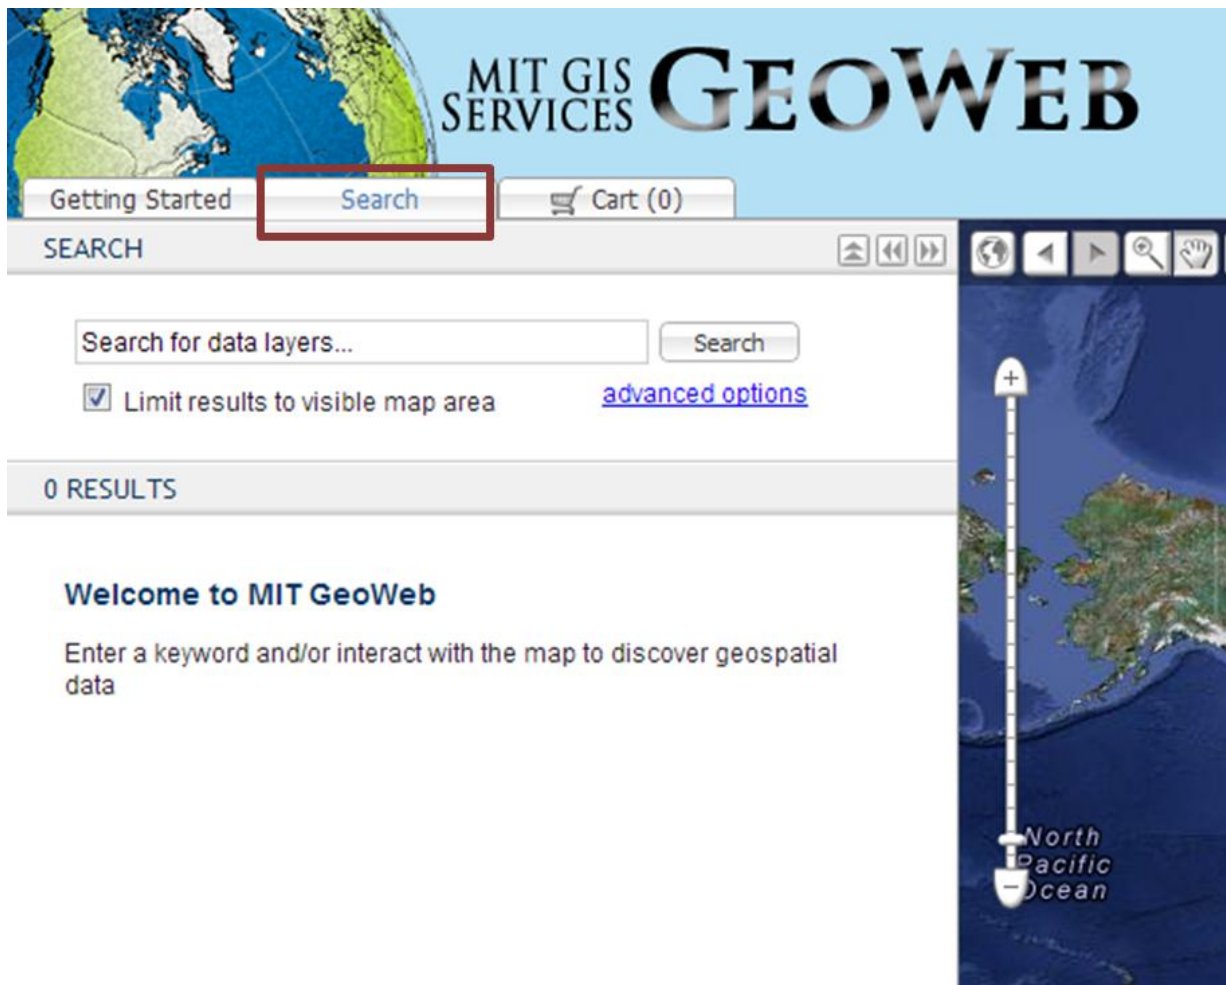 MIT GIS
SERVICES GEOWEB
Getting Started Search Cart (0)
SEARCH
Search for data layers... Search
Limit results to visible map area advanced options
0 RESULTS
Welcome to MIT GeoWeb
Enter a keyword and/or interact with the map to discover geospatial
data
North
Pacific
Ocean